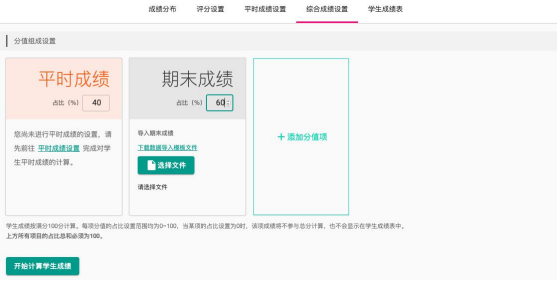 成绩分布 评分设置 平时成绩设置 综合成绩设置 学生成绩表
分值组成设置
平时成绩
占比（%） 40
您尚未进行平时成绩的设置，请
先前往 平时成绩设置 完成对学
生平时成绩的计算。
期末成绩
占比（%） 60
导入期末成绩
下载数据导入模板文件
选择文件
请选择文件
+ 添加分值项
学生成绩按满分100分计算。每项分值的占比设置范围均为0~100，当某项的占比设置为0时，该项成绩将不参与总分计算，也不会显示在学生成绩表中。
上方所有项目的占比总和必须为100。
开始计算学生成绩